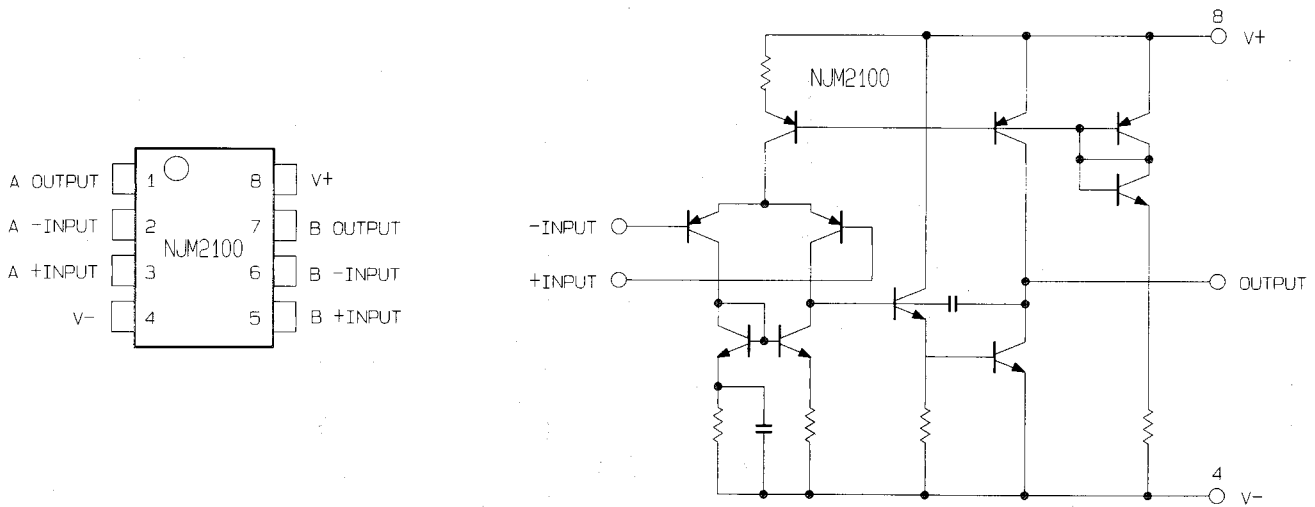 A OUTPUT 1 8 V+
A -INPUT 2 7 B OUTPUT
NJM2100
A +INPUT 3 6 B -INPUT
V- 4 5 B +INPUT
8
V+
NJM2100
-INPUT
+INPUT
OUTPUT
4
V-